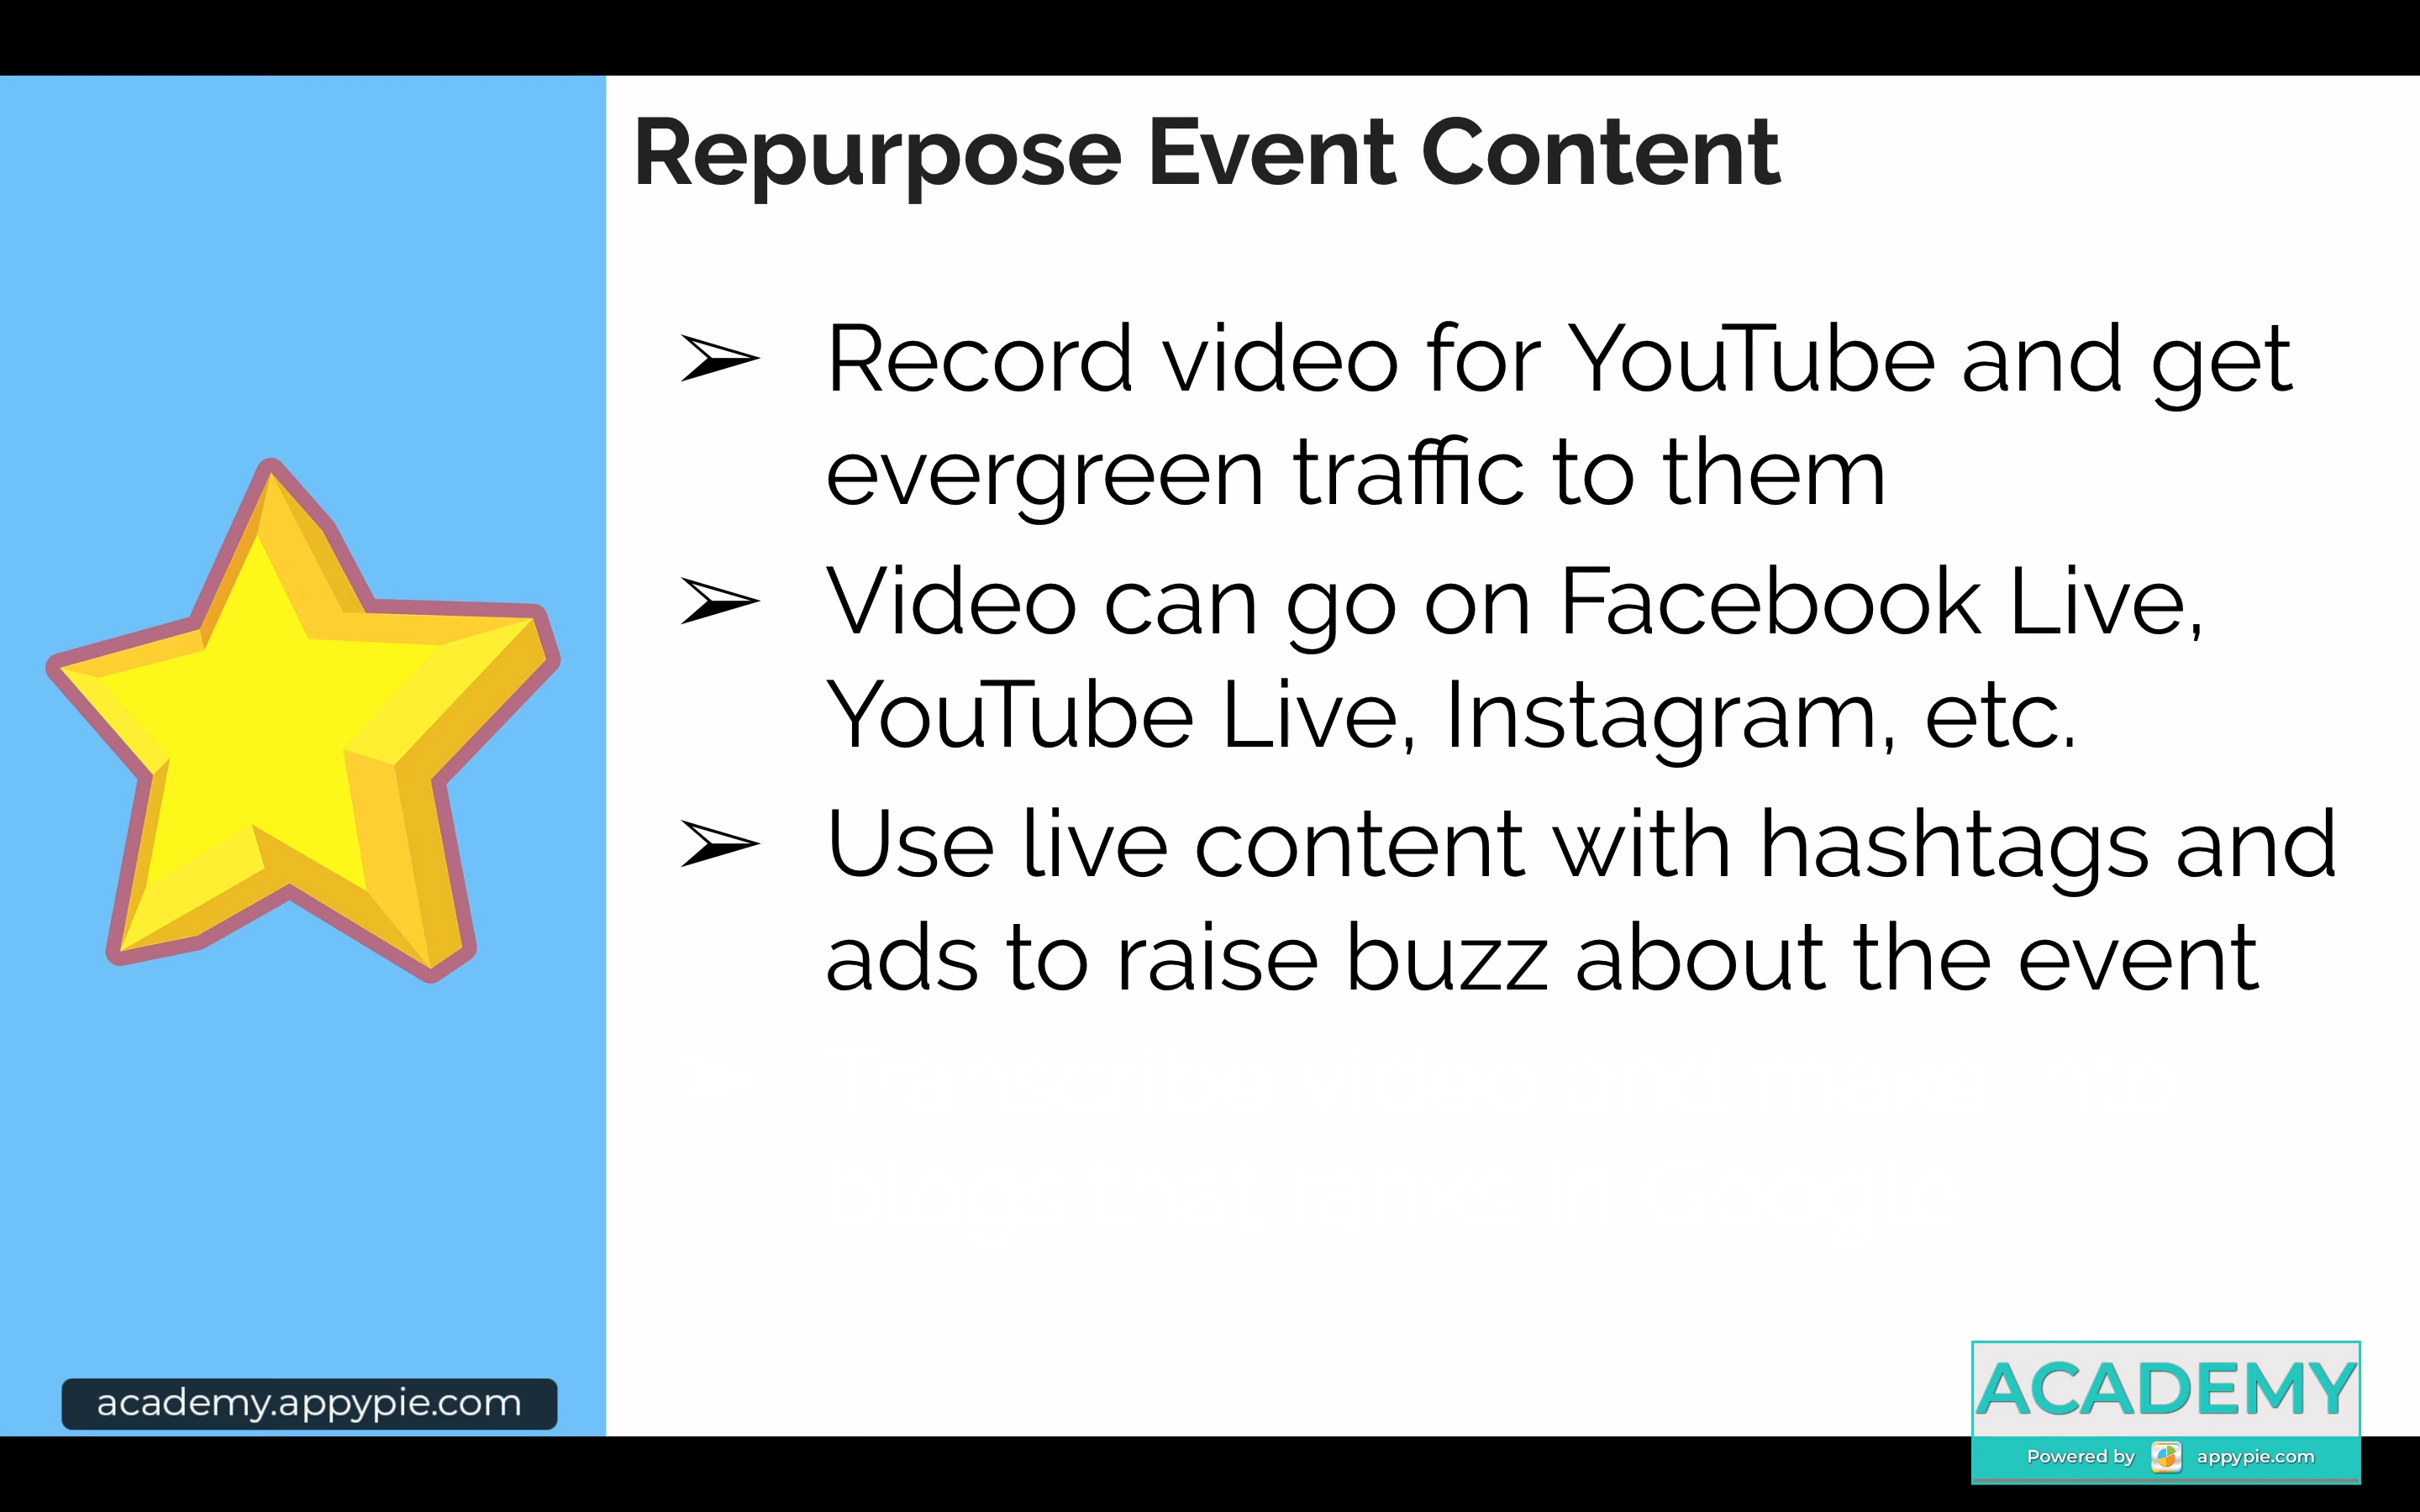 Repurpose Event Content
➢ Record video for YouTube and get
evergreen traffic to them
➢ Video can go on Facebook Live,
YouTube Live, Instagram, etc.
➢ Use live content with hashtags and
ads to raise buzz about the event
academy.appypie.com
ACADEMY
Powered by appypie.com